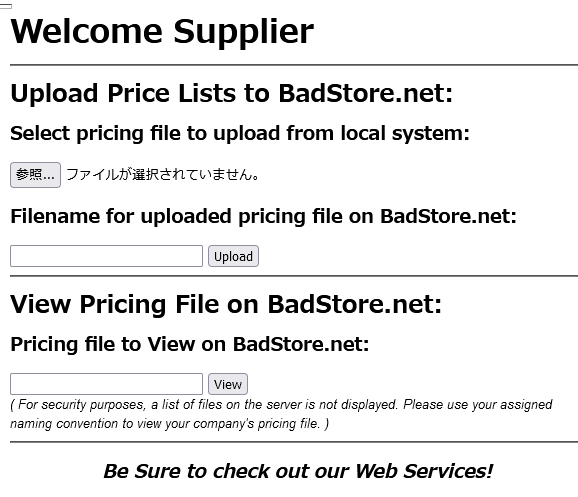 Welcome Supplier
Upload Price Lists to BadStore.net:
Select pricing file to upload from local system:
参照... ファイルが選択されていません。
Filename for uploaded pricing file on BadStore.net:
Upload
View Pricing File on BadStore.net:
Pricing file to View on BadStore.net:
View
( For security purposes, a list of files on the server is not displayed. Please use your assigned
naming convention to view your company's pricing file. )
Be Sure to check out our Web Services!